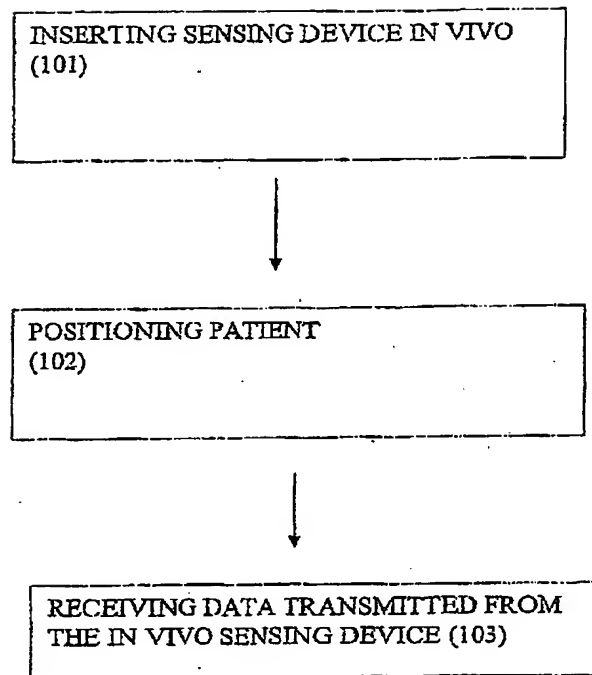 INSERTING SENSING DEVICE IN VIVO
(101)
POSITIONING PATIENT
(102)
RECEIVING DATA TRANSMITTED FROM
THE IN VIVO SENSING DEVICE (103)